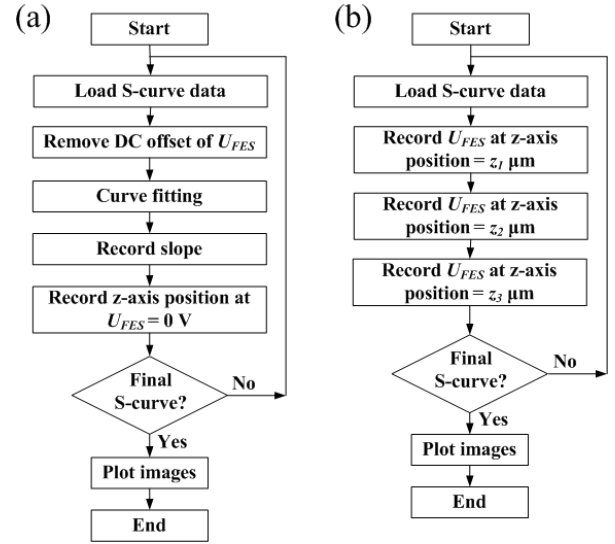 (a)
Start
Load S-curve data
Remove DC offset of U_FES
Curve fitting
Record slope
Record z-axis position at
U_FES = 0 V
Final
S-curve?
No
Yes
Plot images
End
(b)
Start
Load S-curve data
Record U_FES at z-axis
position = z_1 μm
Record U_FES at z-axis
position = z_2 μm
Record U_FES at z-axis
position = z_3 μm
Final
S-curve?
No
Yes
Plot images
End